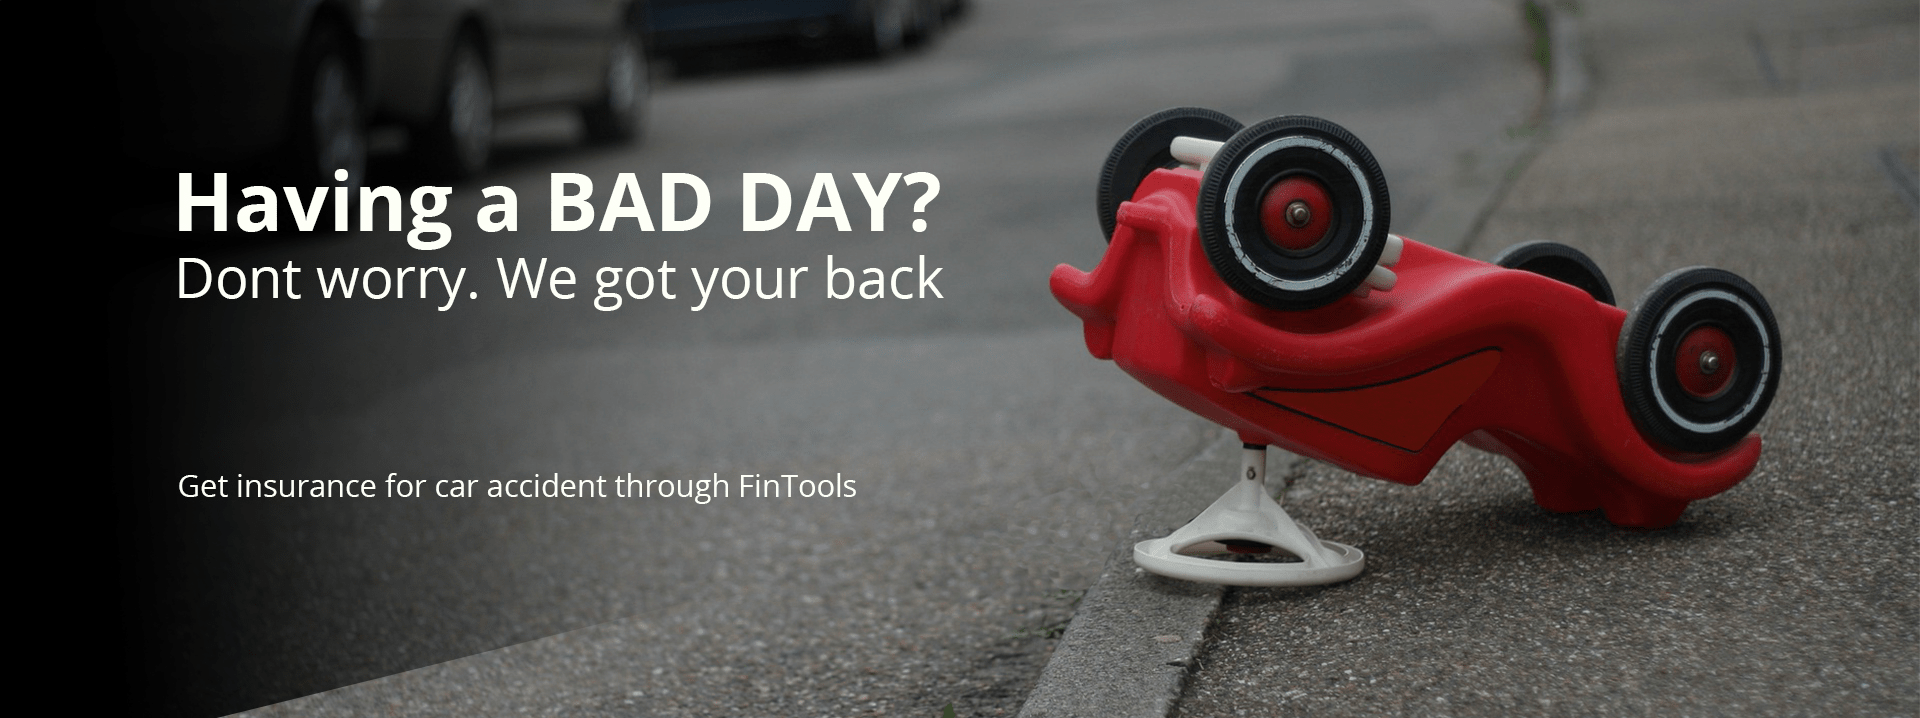 Having a BAD DAY?
Dont worry. We got your back
Get insurance for car accident through FinTools